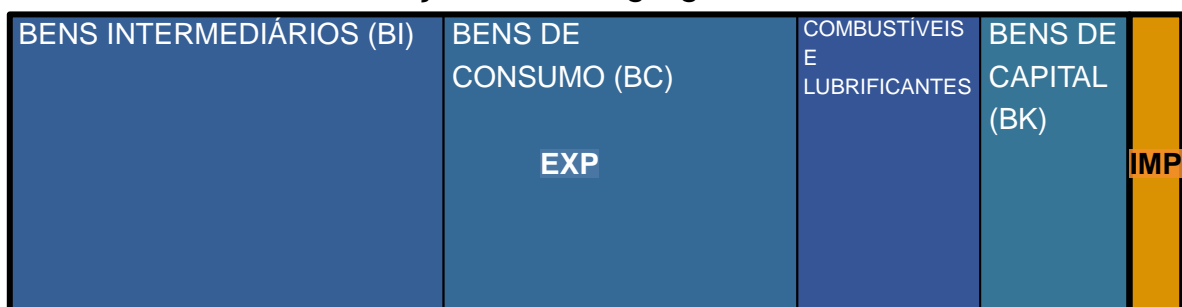 BENS INTERMEDIÁRIOS (BI)
BENS DE
CONSUMO (BC)
COMBUSTÍVEIS
E
LUBRIFICANTES
BENS DE
CAPITAL
(BK)
EXP
IMP